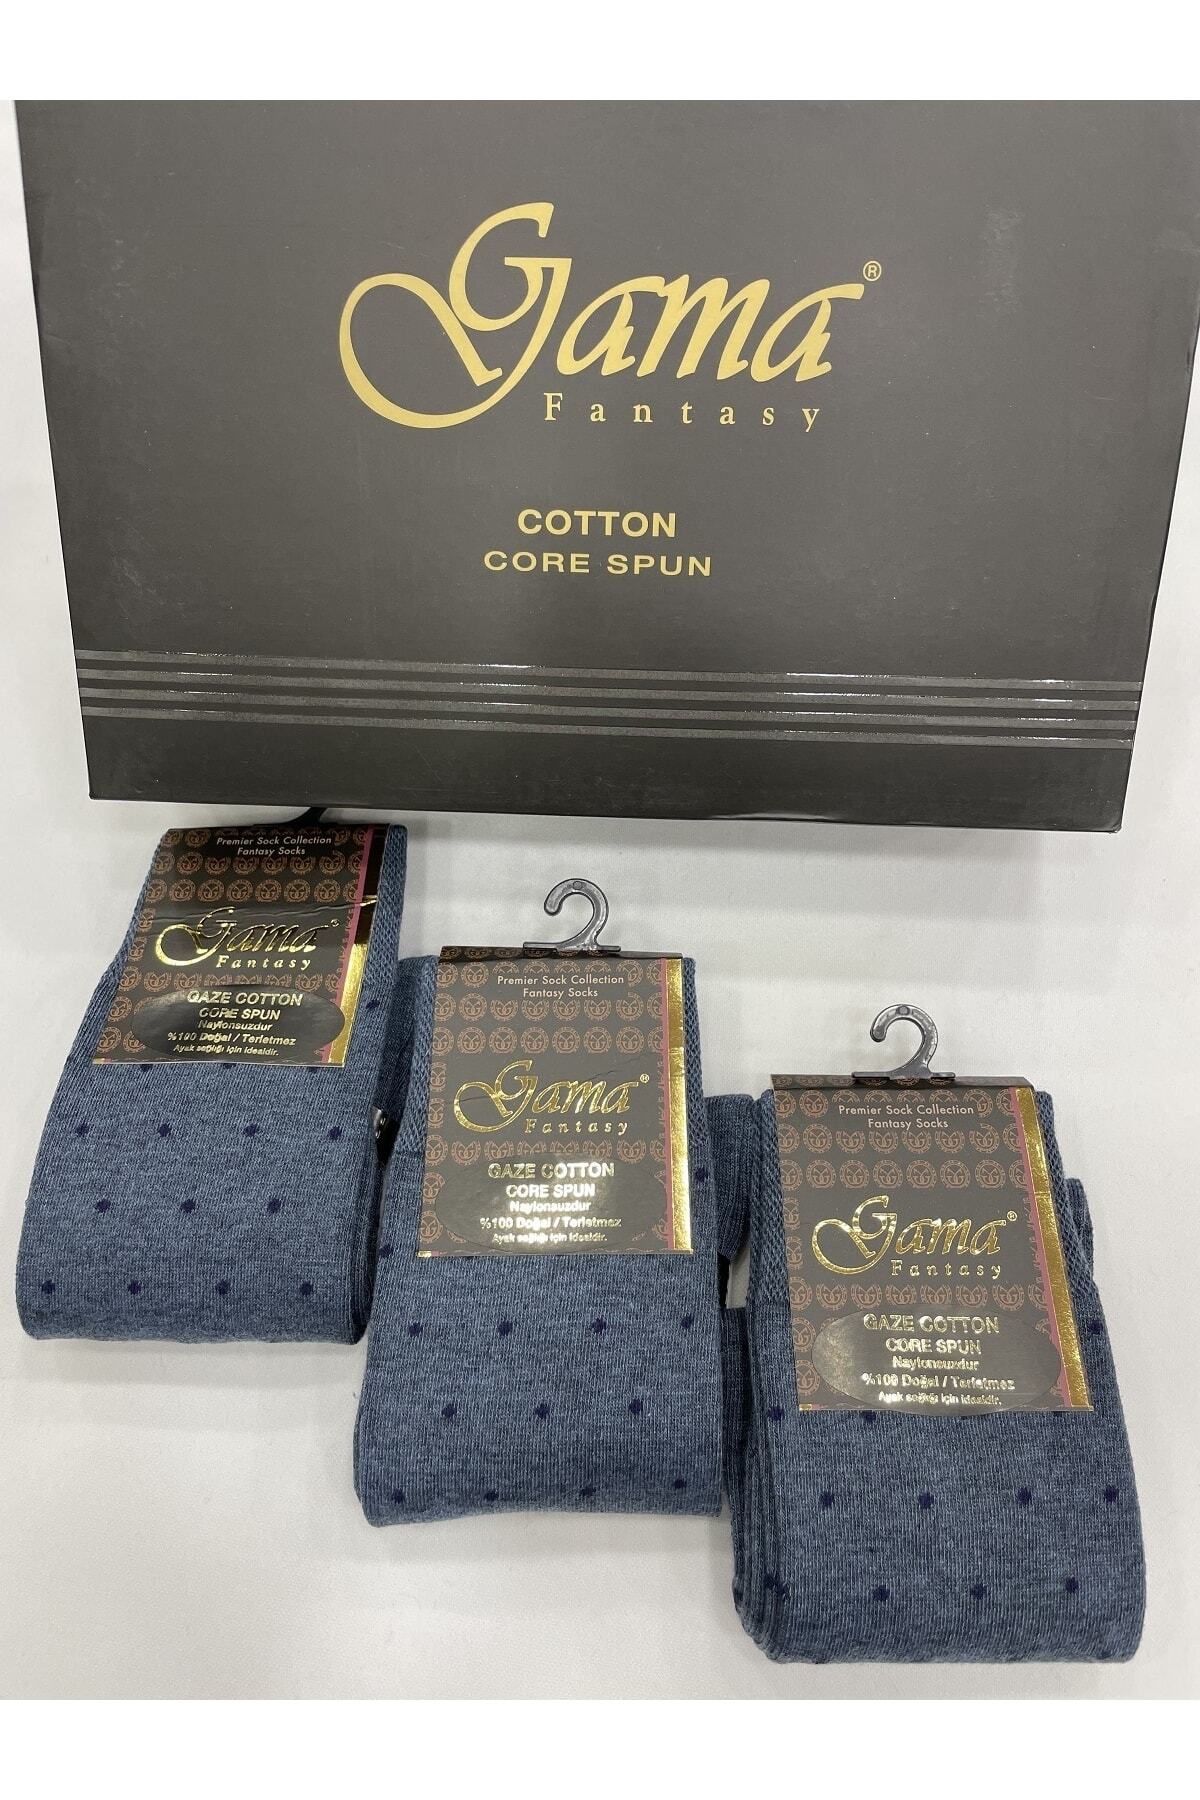 Gama®
Fantasy
COTTON
CORE SPUN
Premier Sock Collection
Fantasy Socks
Gama®
Fantasy
GAZE COTTON
CORE SPUN
Naylonsuzdur
%100 Doğal / Terletmez
Ayak sağlığı için idealdir.
Premier Sock Collection
Fantasy Socks
Gama®
Fantasy
GAZE COTTON
CORE SPUN
Naylonsuzdur
%100 Doğal / Terletmez
Ayak sağlığı için idealdir.
Premier Sock Collection
Fantasy Socks
Gama®
Fantasy
GAZE COTTON
CORE SPUN
Naylonsuzdur
%100 Doğal / Terletmez
Ayak sağlığı için idealdir.